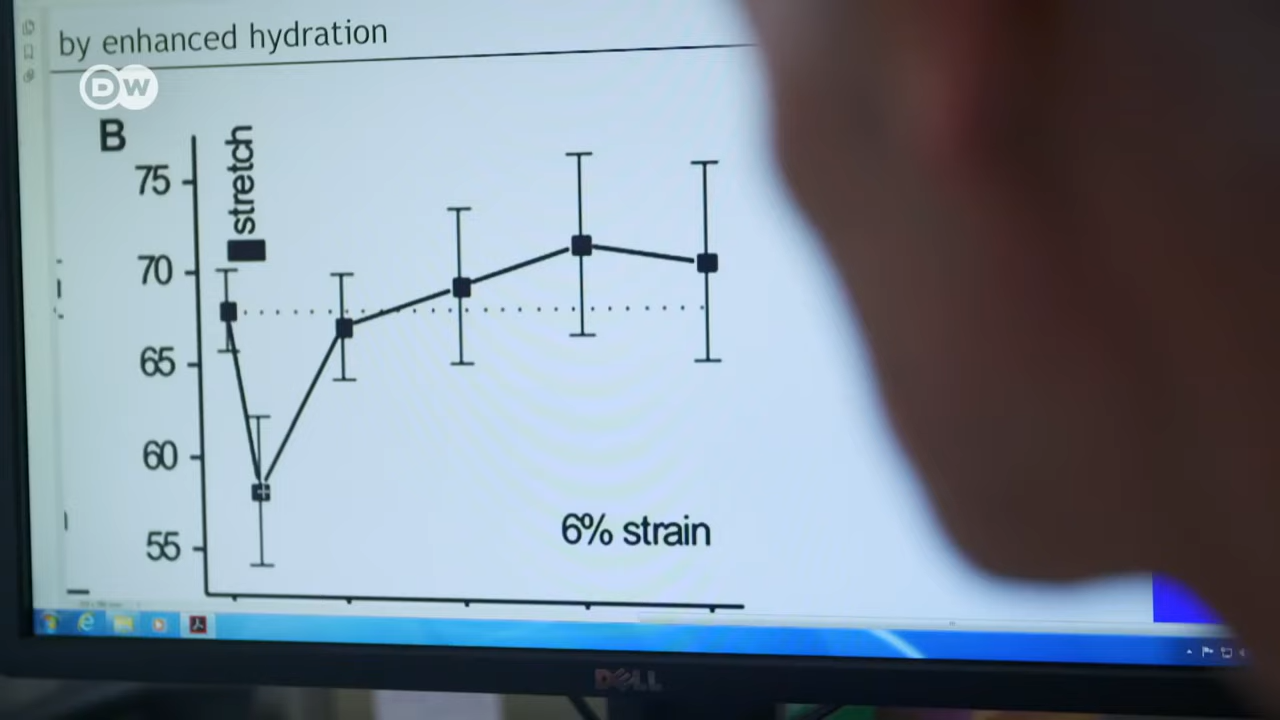 by enhanced hydration
DW
B
stretch
75
70
65
60
55
6% strain
DELL